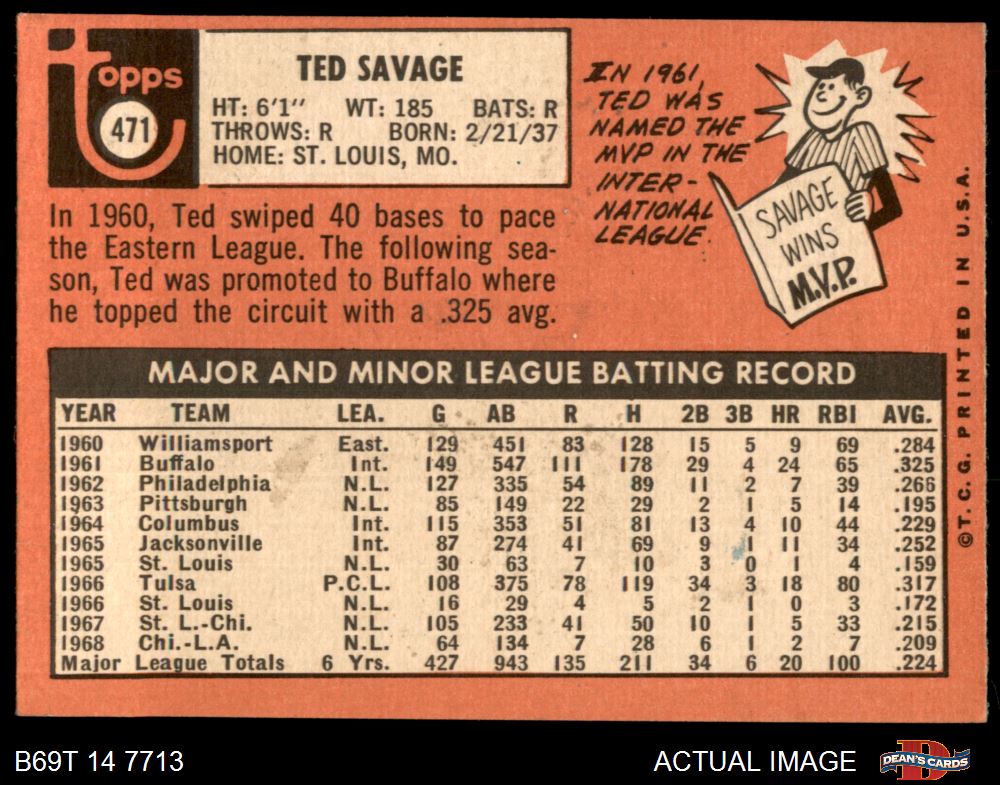 Topps
471
TED SAVAGE
HT: 6'1" WT: 185 BATS: R
THROWS: R BORN: 2/21/37
HOME: ST. LOUIS, MO.
In 1960, Ted swiped 40 bases to pace
the Eastern League. The following sea-
son, Ted was promoted to Buffalo where
he topped the circuit with a .325 avg.
IN 1961,
TED WAS
NAMED THE
MVP IN THE
INTER-
NATIONAL
LEAGUE.
SAVAGE
WINS
M.V.P.
MAJOR AND MINOR LEAGUE BATTING RECORD
YEAR TEAM LEA. G AB R H 2B 3B HR RBI AVG.
1960 Williamsport East. 129 451 83 128 15 5 9 69 .284
1961 Buffalo Int. 149 547 111 178 29 4 24 65 .325
1962 Philadelphia N.L. 127 335 54 89 11 2 7 39 .266
1963 Pittsburgh N.L. 85 149 22 29 2 1 5 14 .195
1964 Columbus Int. 115 353 51 81 13 4 10 44 .229
1965 Jacksonville Int. 87 274 41 69 9 1 11 34 .252
1965 St. Louis N.L. 30 63 7 10 3 0 1 4 .159
1966 Tulsa P.C.L. 108 375 78 119 34 3 18 80 .317
1966 St. Louis N.L. 16 29 4 5 2 1 0 3 .172
1967 St. L.-Chi. N.L. 105 233 41 50 10 1 5 33 .215
1968 Chi.-L.A. N.L. 64 134 7 28 6 1 2 7 .209
Major League Totals 6 Yrs. 427 943 135 211 34 6 20 100 .224
©T. C. G. PRINTED IN U.S.A.
B69T 14 7713
ACTUAL IMAGE
D
DEAN'S CARDS